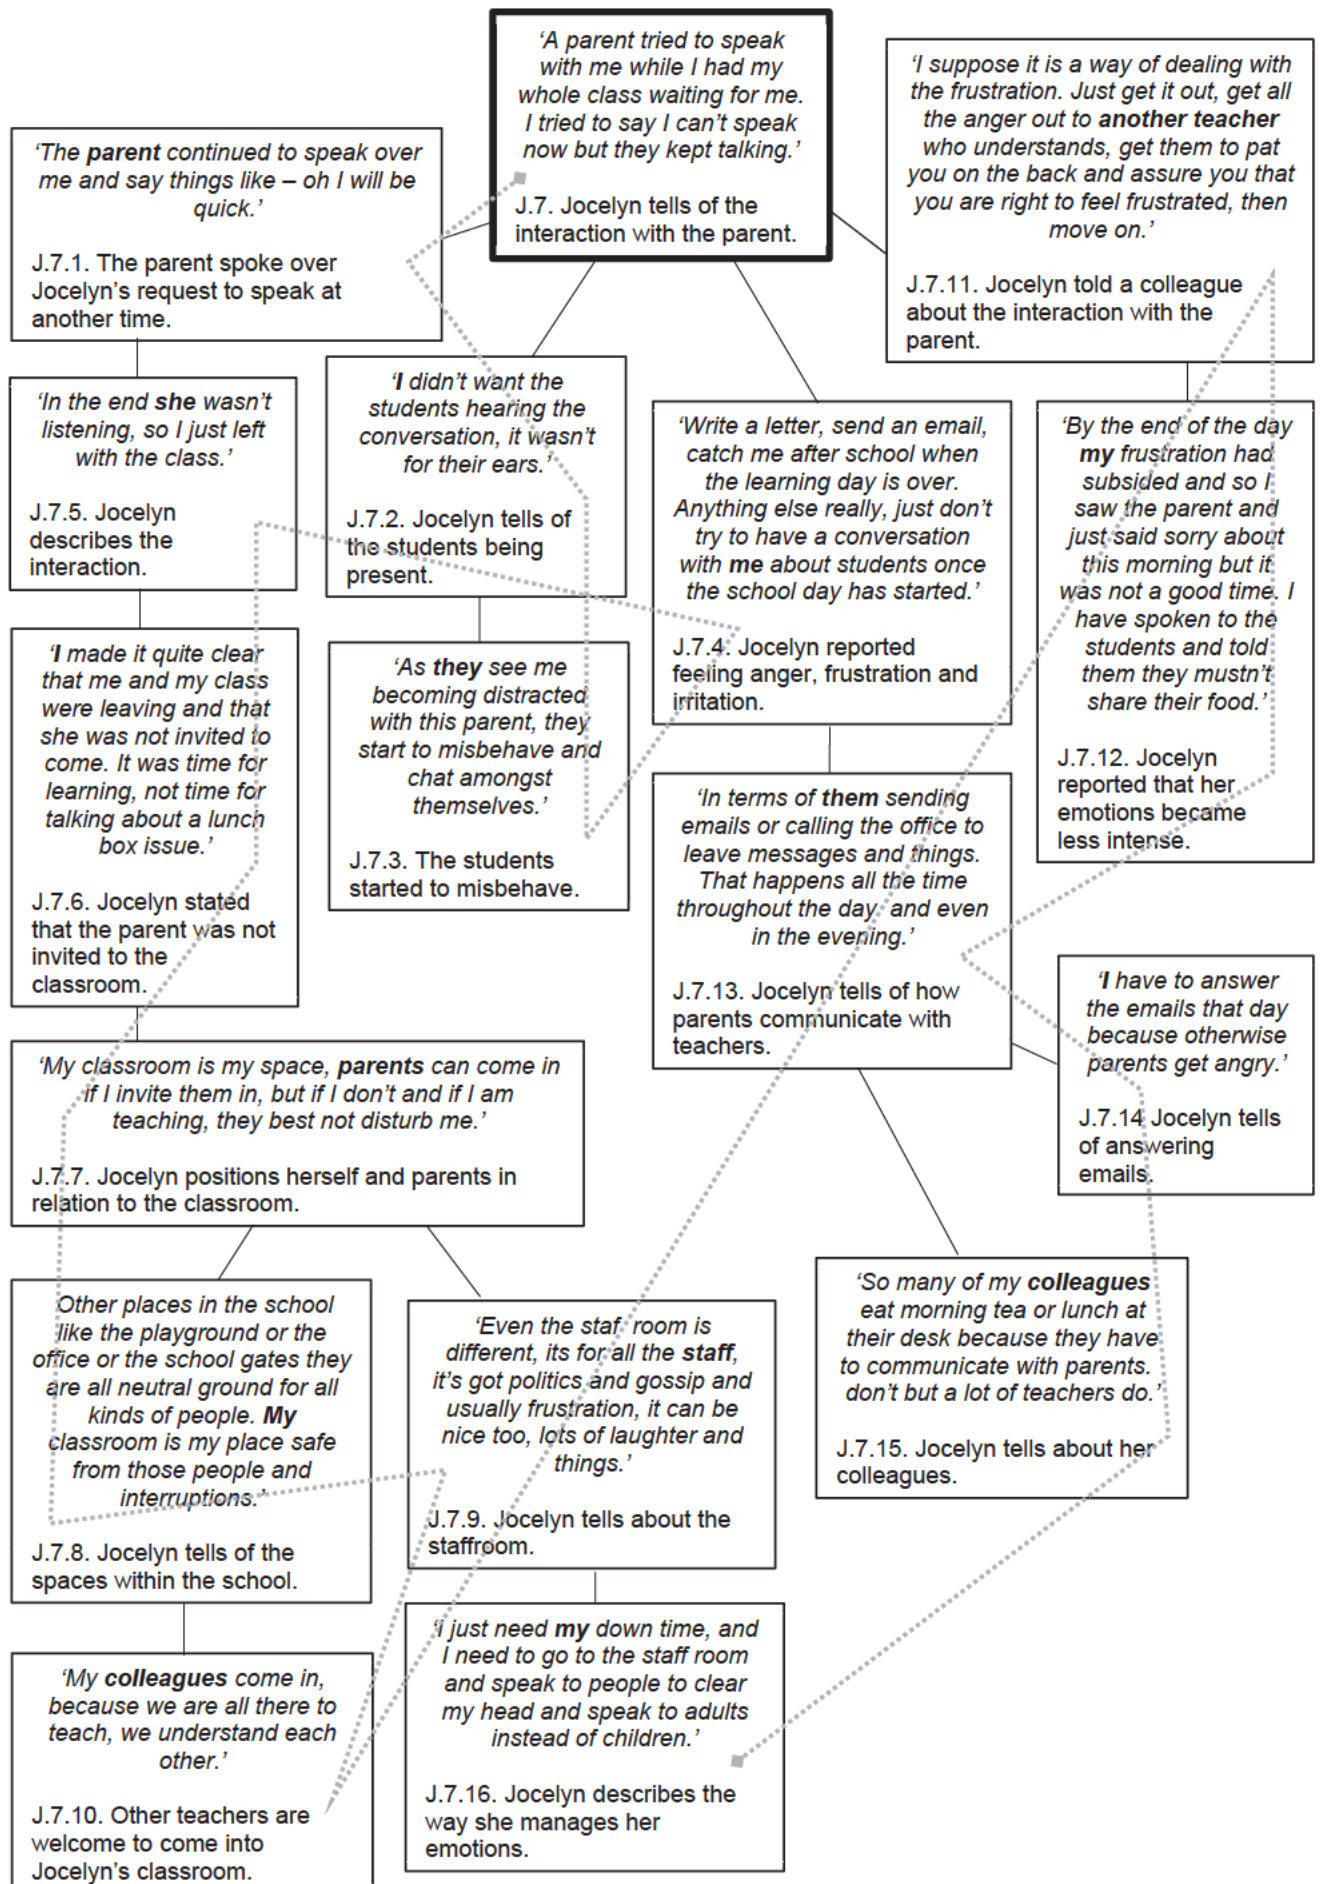 ‘A parent tried to speak
with me while I had my
whole class waiting for me.
I tried to say I can’t speak
now but they kept talking.’
J.7. Jocelyn tells of the
interaction with the parent.
‘The parent continued to speak over
me and say things like – oh I will be
quick.’
J.7.1. The parent spoke over
Jocelyn’s request to speak at
another time.
‘I suppose it is a way of dealing with
the frustration. Just get it out, get all
the anger out to another teacher
who understands, get them to pat
you on the back and assure you that
you are right to feel frustrated, then
move on.’
J.7.11. Jocelyn told a colleague
about the interaction with the
parent.
‘In the end she wasn’t
listening, so I just left
with the class.’
J.7.5. Jocelyn
describes the
interaction.
‘I didn’t want the
students hearing the
conversation, it wasn’t
for their ears.’
J.7.2. Jocelyn tells of
the students being
present.
‘Write a letter, send an email,
catch me after school when
the learning day is over.
Anything else really, just don’t
try to have a conversation
with me about students once
the school day has started.’
J.7.4. Jocelyn reported
feeling anger, frustration and
irritation.
‘By the end of the day
my frustration had
subsided and so I
saw the parent and
just said sorry about
this morning but it
was not a good time. I
have spoken to the
students and told
them they mustn’t
share their food.’
J.7.12. Jocelyn
reported that her
emotions became
less intense.
‘I made it quite clear
that me and my class
were leaving and that
she was not invited to
come. It was time for
learning, not time for
talking about a lunch
box issue.’
J.7.6. Jocelyn stated
that the parent was not
invited to the
classroom.
‘As they see me
becoming distracted
with this parent, they
start to misbehave and
chat amongst
themselves.’
J.7.3. The students
started to misbehave.
‘In terms of them sending
emails or calling the office to
leave messages and things.
That happens all the time
throughout the day and even
in the evening.’
J.7.13. Jocelyn tells of how
parents communicate with
teachers.
‘I have to answer
the emails that day
because otherwise
parents get angry.’
J.7.14 Jocelyn tells
of answering
emails.
‘My classroom is my space, parents can come in
if I invite them in, but if I don’t and if I am
teaching, they best not disturb me.’
J.7.7. Jocelyn positions herself and parents in
relation to the classroom.
Other places in the school
like the playground or the
office or the school gates they
are all neutral ground for all
kinds of people. My
classroom is my place safe
from those people and
interruptions.’
J.7.8. Jocelyn tells of the
spaces within the school.
‘Even the staf room is
different, its for all the staff,
it’s got politics and gossip and
usually frustration, it can be
nice too, lots of laughter and
things.’
J.7.9. Jocelyn tells about the
staffroom.
‘So many of my colleagues
eat morning tea or lunch at
their desk because they have
to communicate with parents.
don’t but a lot of teachers do.’
J.7.15. Jocelyn tells about her
colleagues.
‘My colleagues come in,
because we are all there to
teach, we understand each
other.’
J.7.10. Other teachers are
welcome to come into
Jocelyn’s classroom.
‘I just need my down time, and
I need to go to the staff room
and speak to people to clear
my head and speak to adults
instead of children.’
J.7.16. Jocelyn describes the
way she manages her
emotions.